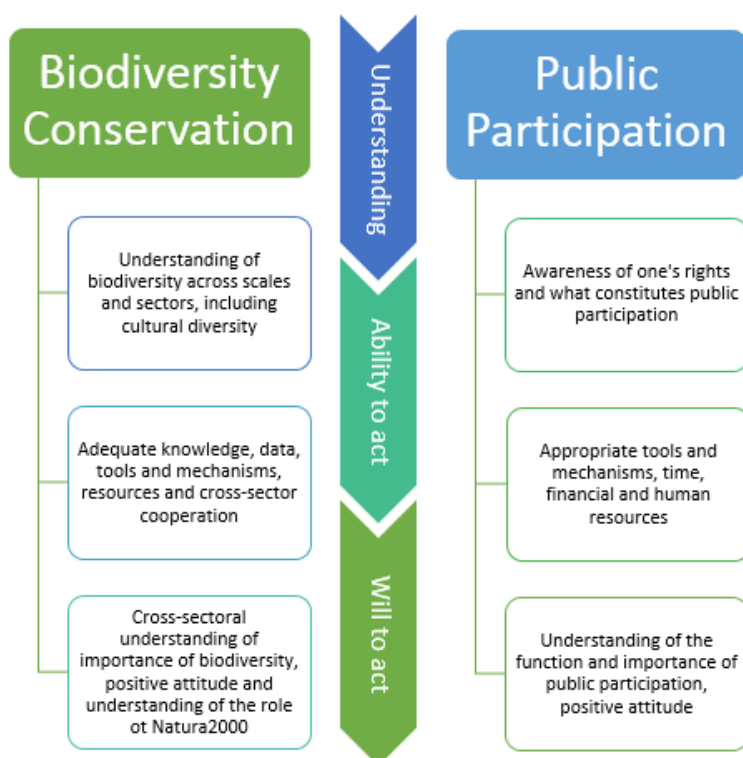 Biodiversity
Conservation
Understanding of
biodiversity across scales
and sectors, including
cultural diversity
Adequate knowledge, data,
tools and mechanisms,
resources and cross-sector
cooperation
Cross-sectoral
understanding of
importance of biodiversity,
positive attitude and
understanding of the role
ot Natura2000
Understanding
Ability to act
Will to act
Public
Participation
Awareness of one's rights
and what constitutes public
participation
Appropriate tools and
mechanisms, time,
financial and human
resources
Understanding of the
function and importance of
public participation,
positive attitude